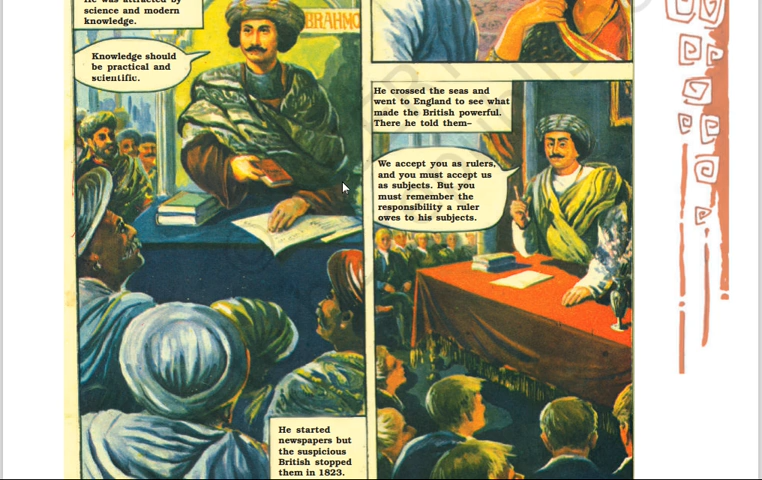 He was attracted by
science and modern
knowledge.
BRAHMO
Knowledge should
be practical and
scientific.
He started
newspapers but
the suspicious
British stopped
them in 1823.
He crossed the seas and
went to England to see what
made the British powerful.
There he told them–
We accept you as rulers,
and you must accept us
as subjects. But you
must remember the
responsibility a ruler
owes to his subjects.